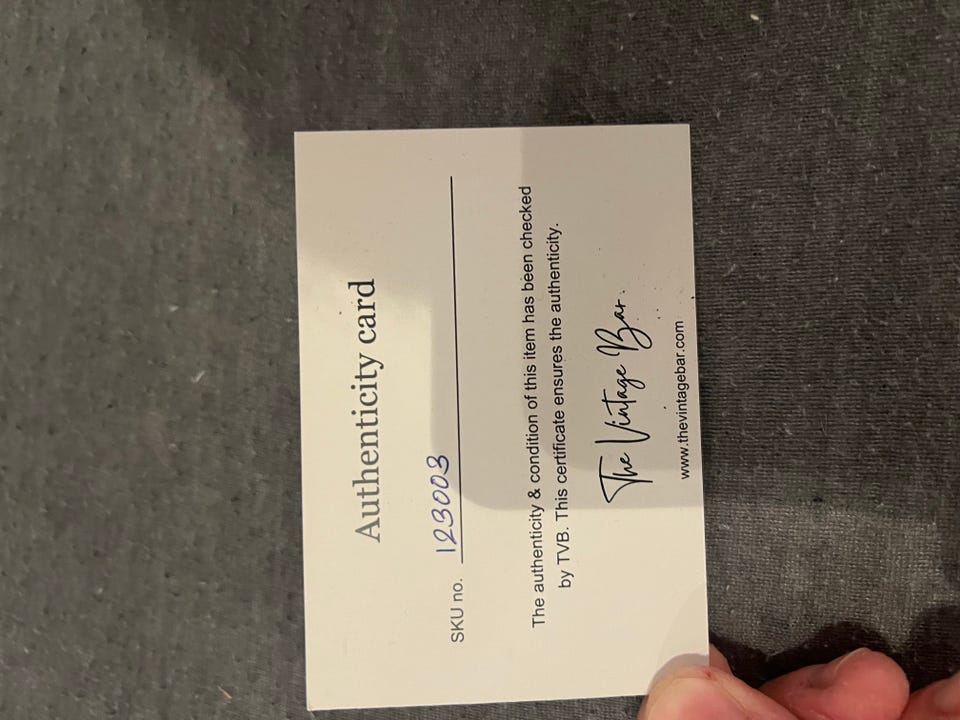 Authenticity card
SKU no. 123003
The authenticity & condition of this item has been checked
by TVB. This certificate ensures the authenticity.
The Vintage Bar.
www.thevintagebar.com